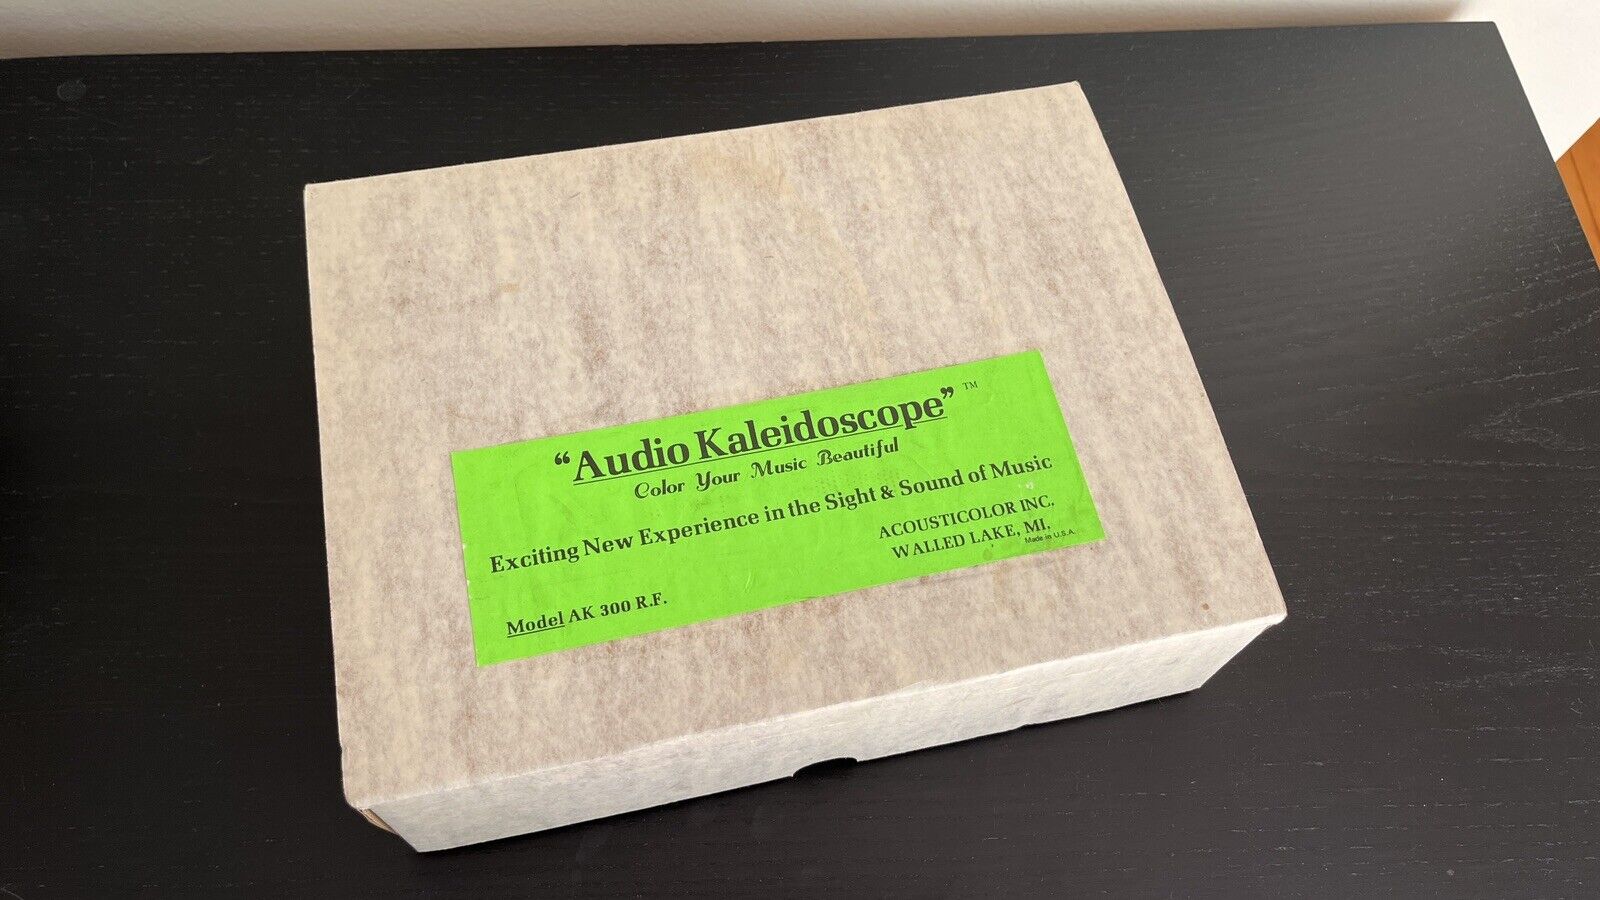 “Audio Kaleidoscope” ™
Color Your Music Beautiful
Exciting New Experience in the Sight & Sound of Music
ACOUSTICOLOR INC.
WALLED LAKE, MI,
Made in U.S.A.
Model AK 300 R.F.